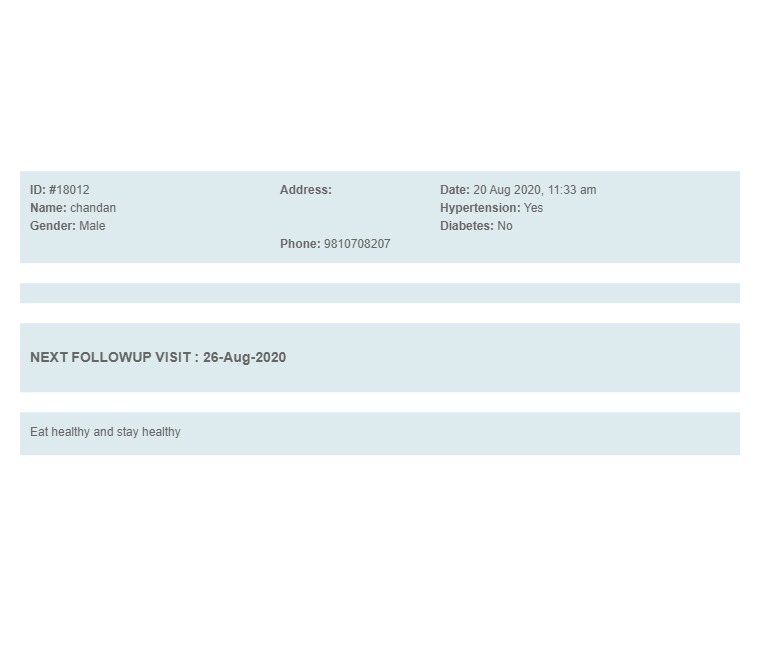 ID: #18012
Name: chandan
Gender: Male
Address:
Phone: 9810708207
Date: 20 Aug 2020, 11:33 am
Hypertension: Yes
Diabetes: No
NEXT FOLLOWUP VISIT : 26-Aug-2020
Eat healthy and stay healthy